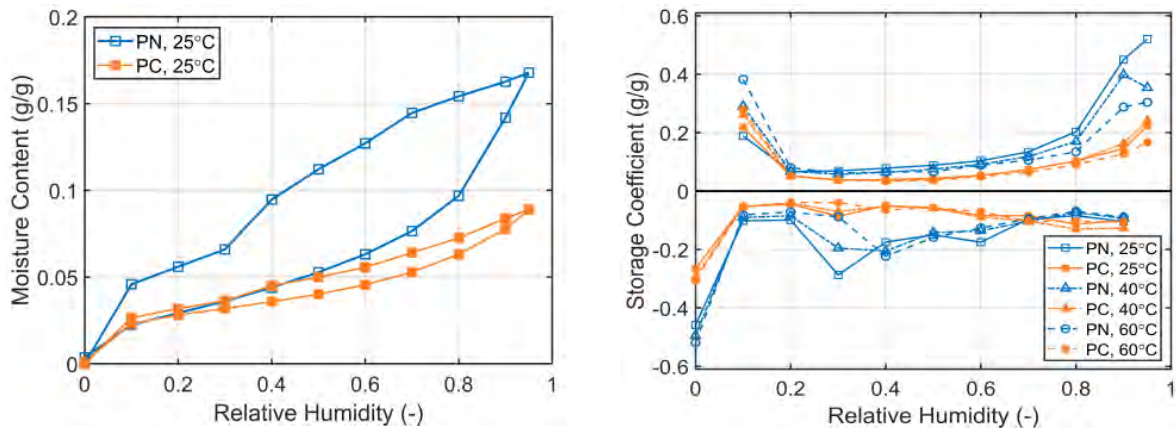 0.2
0.15
0.1
0.05
0
Moisture Content (g/g)
PN, 25°C
PC, 25°C
0
0.2
0.4
0.6
0.8
1
Relative Humidity (-)
0.6
0.4
0.2
0
-0.2
-0.4
-0.6
Storage Coefficient (g/g)
PN, 25°C
PC, 25°C
PN, 40°C
PC, 40°C
PN, 60°C
PC, 60°C
0
0.2
0.4
0.6
0.8
1
Relative Humidity (-)